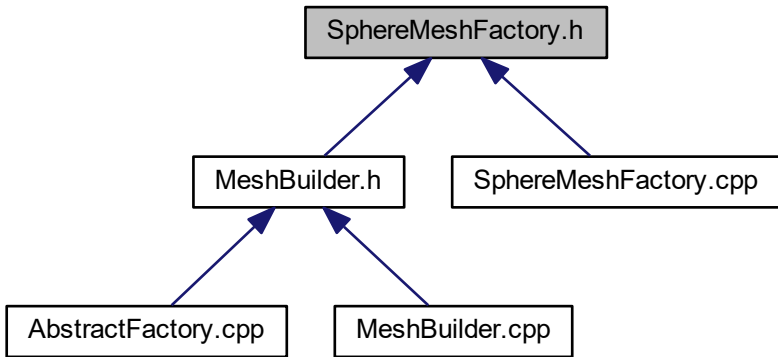 SphereMeshFactory.h
MeshBuilder.h
SphereMeshFactory.cpp
AbstractFactory.cpp
MeshBuilder.cpp